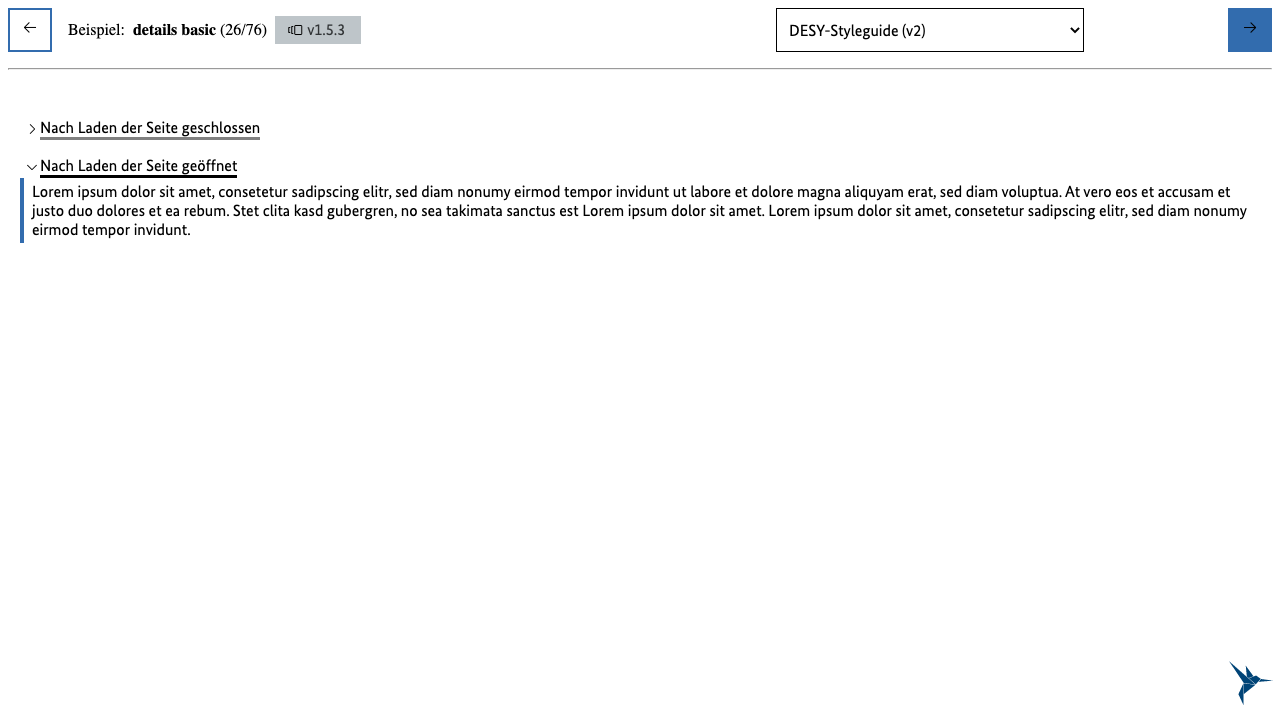 Beispiel: details basic (26/76) v1.5.3 DESY-Styleguide (v2)
Nach Laden der Seite geschlossen
Nach Laden der Seite geöffnet
Lorem ipsum dolor sit amet, consetetur sadipscing elitr, sed diam nonumy eirmod tempor invidunt ut labore et dolore magna aliquyam erat, sed diam voluptua. At vero eos et accusam et
justo duo dolores et ea rebum. Stet clita kasd gubergren, no sea takimata sanctus est Lorem ipsum dolor sit amet. Lorem ipsum dolor sit amet, consetetur sadipscing elitr, sed diam nonumy
eirmod tempor invidunt.